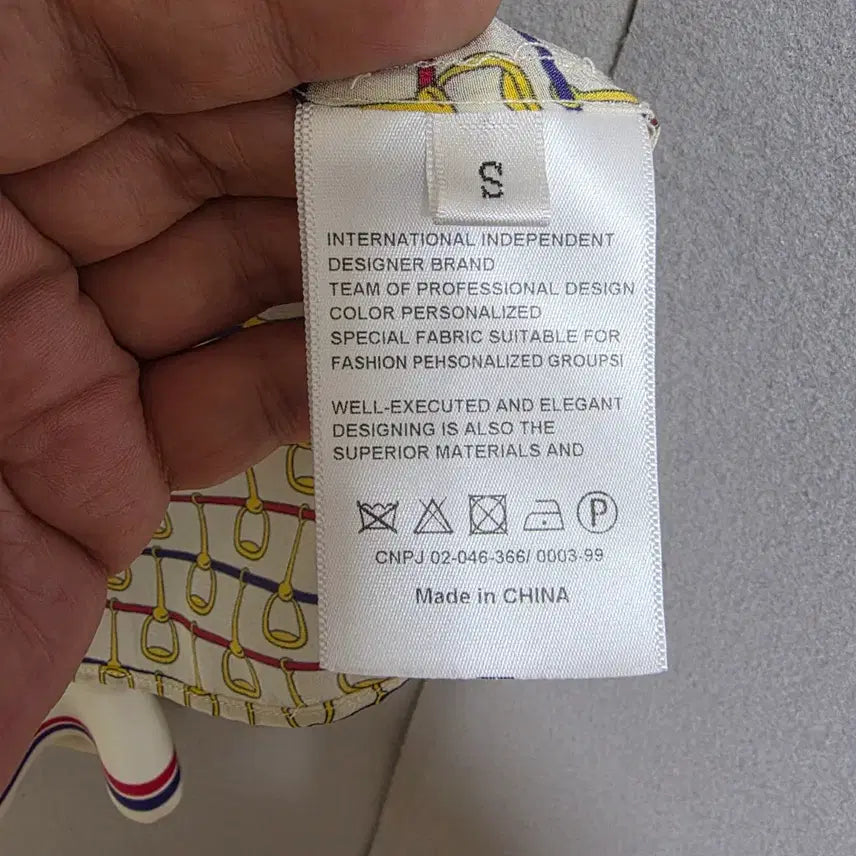 S
INTERNATIONAL INDEPENDENT
DESIGNER BRAND
TEAM OF PROFESSIONAL DESIGN
COLOR PERSONALIZED
SPECIAL FABRIC SUITABLE FOR
FASHION PEHSONALIZED GROUPSI
WELL-EXECUTED AND ELEGANT
DESIGNING IS ALSO THE
SUPERIOR MATERIALS AND
P
CNPJ 02-046-366/ 0003-99
Made in CHINA